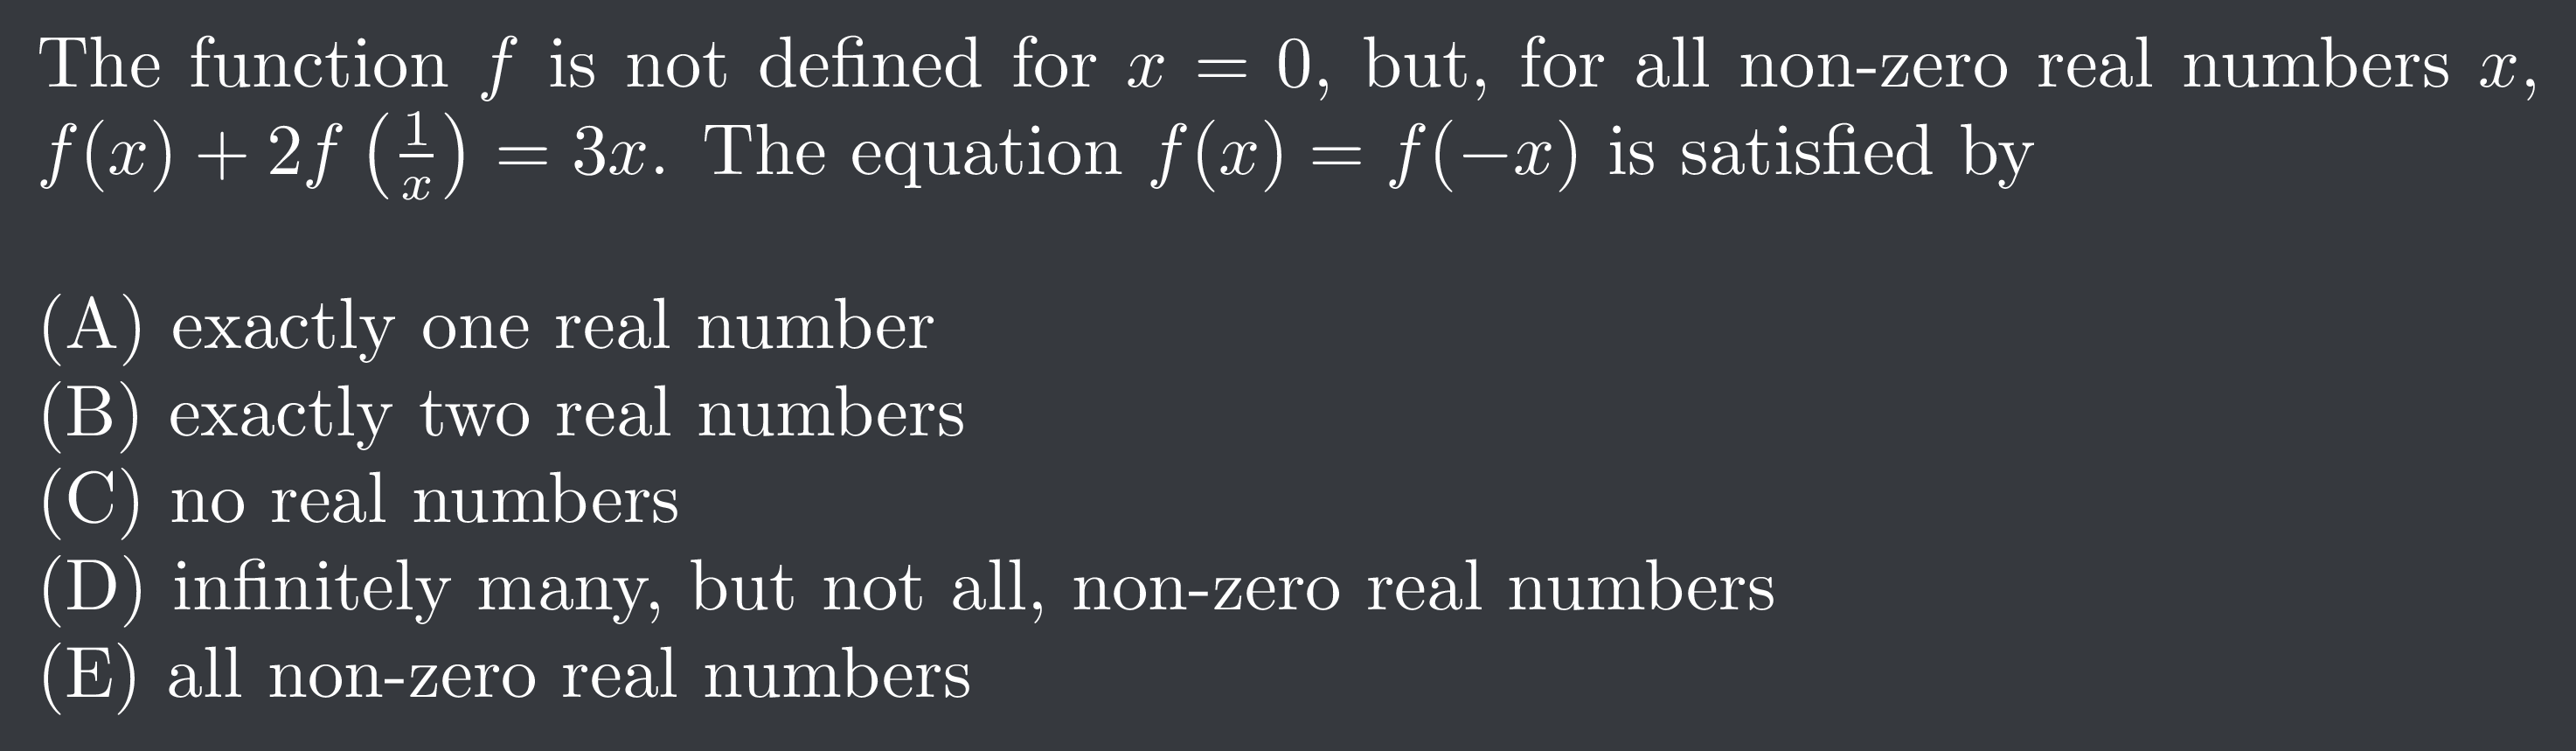 The function f is not defined for x = 0, but, for all non-zero real numbers x,
f(x) + 2f(1/x) = 3x. The equation f(x) = f(−x) is satisfied by
(A) exactly one real number
(B) exactly two real numbers
(C) no real numbers
(D) infinitely many, but not all, non-zero real numbers
(E) all non-zero real numbers